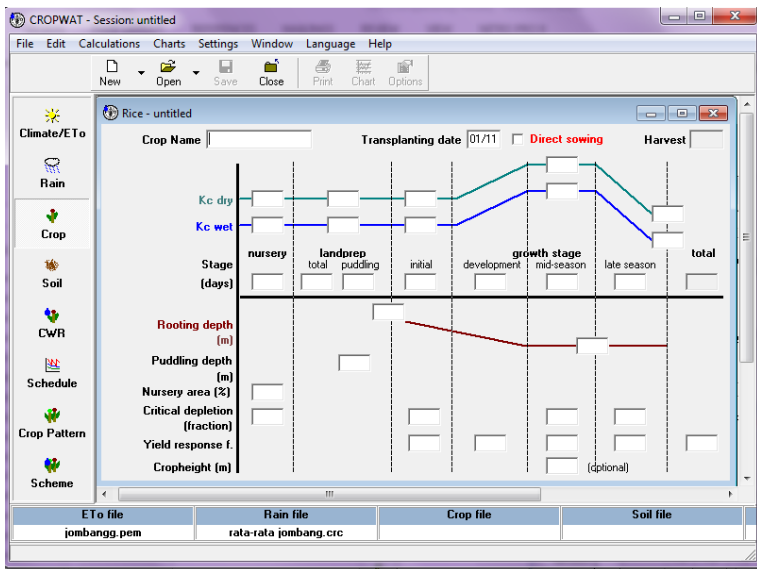 CROPWAT - Session: untitled
File Edit Calculations Charts Settings Window Language Help
New Open Save Close Print Chart Options
Climate/ETo
Rain
Crop
Soil
CWR
Schedule
Crop Pattern
Scheme
Rice - untitled
Crop Name Transplanting date 01/11 Direct sowing Harvest
Kc dry
Kc wet
nursery landprep growth stage total
Stage total puddling initial development mid-season late season
(days)
Rooting depth
(m)
Puddling depth
(m)
Nursery area (%)
Critical depletion
(fraction)
Yield response f.
Cropheight (m) (optional)
ETo file Rain file Crop file Soil file
jombangg.pem rata-rata jombang.crc